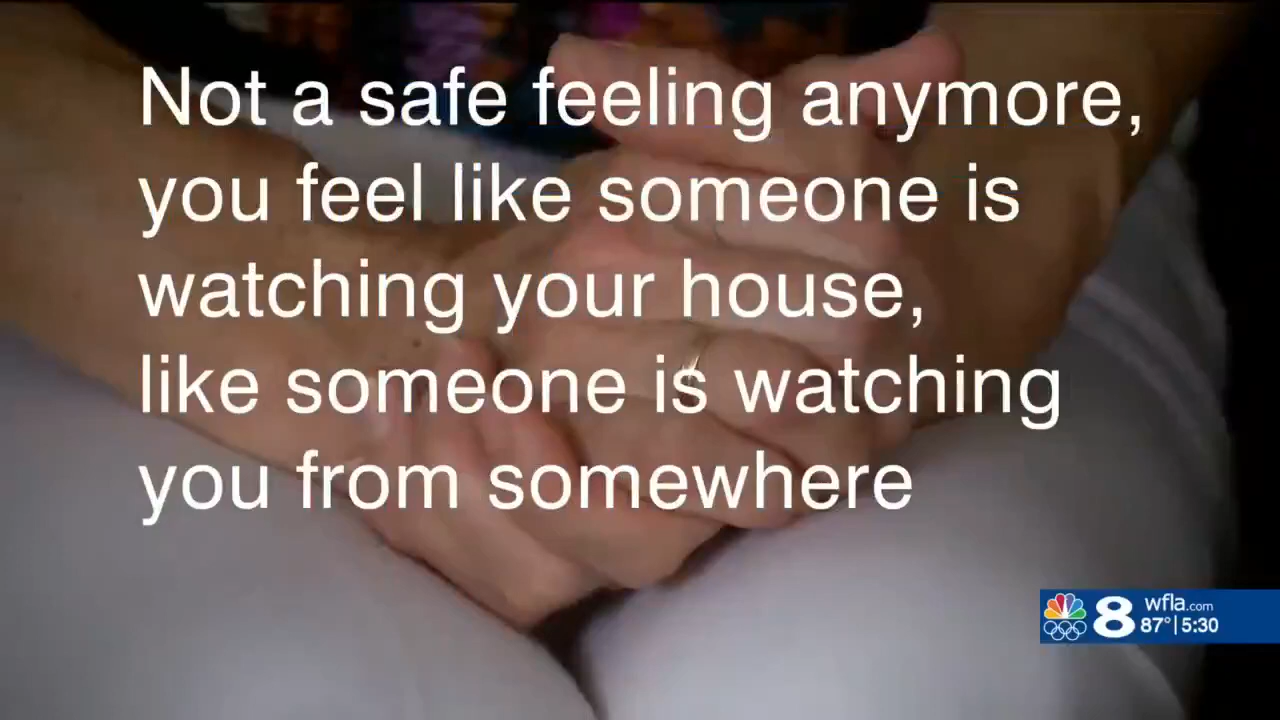 Not a safe feeling anymore,
you feel like someone is
watching your house,
like someone is watching
you from somewhere
8
wfla.com
87° | 5:30